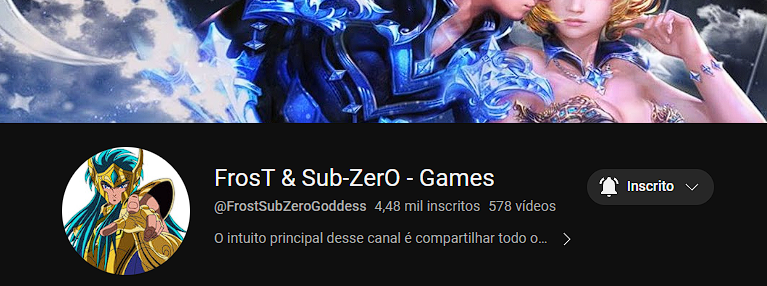 FrosT & Sub-ZerO - Games
@FrostSubZeroGoddess 4,48 mil inscritos 578 vídeos
Inscrito
O intuito principal desse canal é compartilhar todo o...